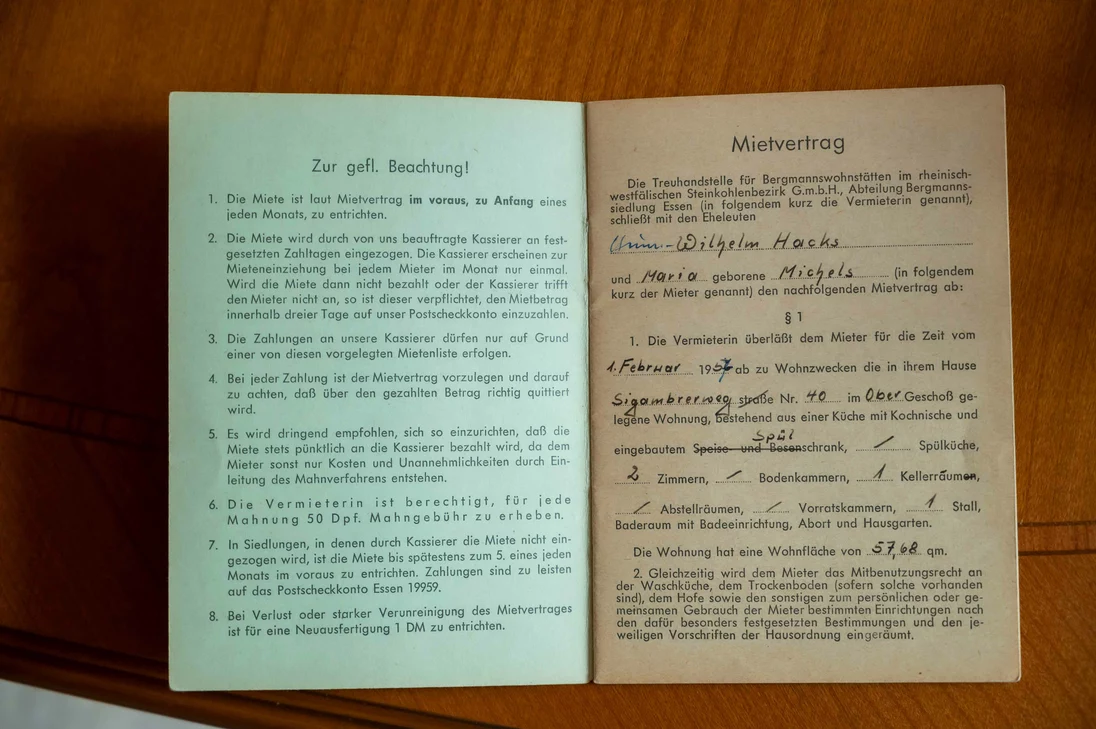 Zur gefl. Beachtung!
1. Die Miete ist laut Mietvertrag im voraus, zu Anfang eines
jeden Monats, zu entrichten.
2. Die Miete wird durch von uns beauftragte Kassierer an fest-
gesetzten Zahltagen eingezogen. Die Kassierer erscheinen zur
Mieteneinziehung bei jedem Mieter im Monat nur einmal.
Wird die Miete dann nicht bezahlt oder der Kassierer trifft
den Mieter nicht an, so ist dieser verpflichtet, den Mietbetrag
innerhalb dreier Tage auf unser Postscheckkonto einzuzahlen.
3. Die Zahlungen an unsere Kassierer dürfen nur auf Grund
einer von diesen vorgelegten Mietenliste erfolgen.
4. Bei jeder Zahlung ist der Mietvertrag vorzulegen und darauf
zu achten, daß über den gezahlten Betrag richtig quittiert
wird.
5. Es wird dringend empfohlen, sich so einzurichten, daß die
Miete stets pünktlich an die Kassierer bezahlt wird, da dem
Mieter sonst nur Kosten und Unannehmlichkeiten durch Ein-
leitung des Mahnverfahrens entstehen.
6. Die Vermieterin ist berechtigt, für jede
Mahnung 50 Dpf. Mahngebühr zu erheben.
7. In Siedlungen, in denen durch Kassierer die Miete nicht ein-
gezogen wird, ist die Miete bis spätestens zum 5. eines jeden
Monats im voraus zu entrichten. Zahlungen sind zu leisten
auf das Postscheckkonto Essen 19959.
8. Bei Verlust oder starker Verunreinigung des Mietvertrages
ist für eine Neuausfertigung 1 DM zu entrichten.
Mietvertrag
Die Treuhandstelle für Bergmannswohnstätten im rheinisch-
westfälischen Steinkohlenbezirk G.m.b.H., Abteilung Bergmanns-
siedlung Essen (in folgendem kurz die Vermieterin genannt),
schließt mit den Eheleuten
Wilhelm Hacks
und Maria geborene Michels (in folgendem
kurz der Mieter genannt) den nachfolgenden Mietvertrag ab:
§ 1
1. Die Vermieterin überläßt dem Mieter für die Zeit vom
1. Februar 1957 ab zu Wohnzwecken die in ihrem Hause
Sigambrerweg straße Nr. 40 im Ober Geschoß ge-
legene Wohnung, bestehend aus einer Küche mit Kochnische und
Spül
eingebautem Speise- und Besenschrank, / Spülküche,
2 Zimmern, / Bodenkammern, 1 Kellerräumen,
/ Abstellräumen, / Vorratskammern, 1 Stall,
Baderaum mit Badeeinrichtung, Abort und Hausgarten.
Die Wohnung hat eine Wohnfläche von 57,68 qm.
2. Gleichzeitig wird dem Mieter das Mitbenutzungsrecht an
der Waschküche, dem Trockenboden (sofern solche vorhanden
sind), dem Hofe sowie den sonstigen zum persönlichen oder ge-
meinsamen Gebrauch der Mieter bestimmten Einrichtungen nach
den dafür besonders festgesetzten Bestimmungen und den je-
weiligen Vorschriften der Hausordnung eingeräumt.